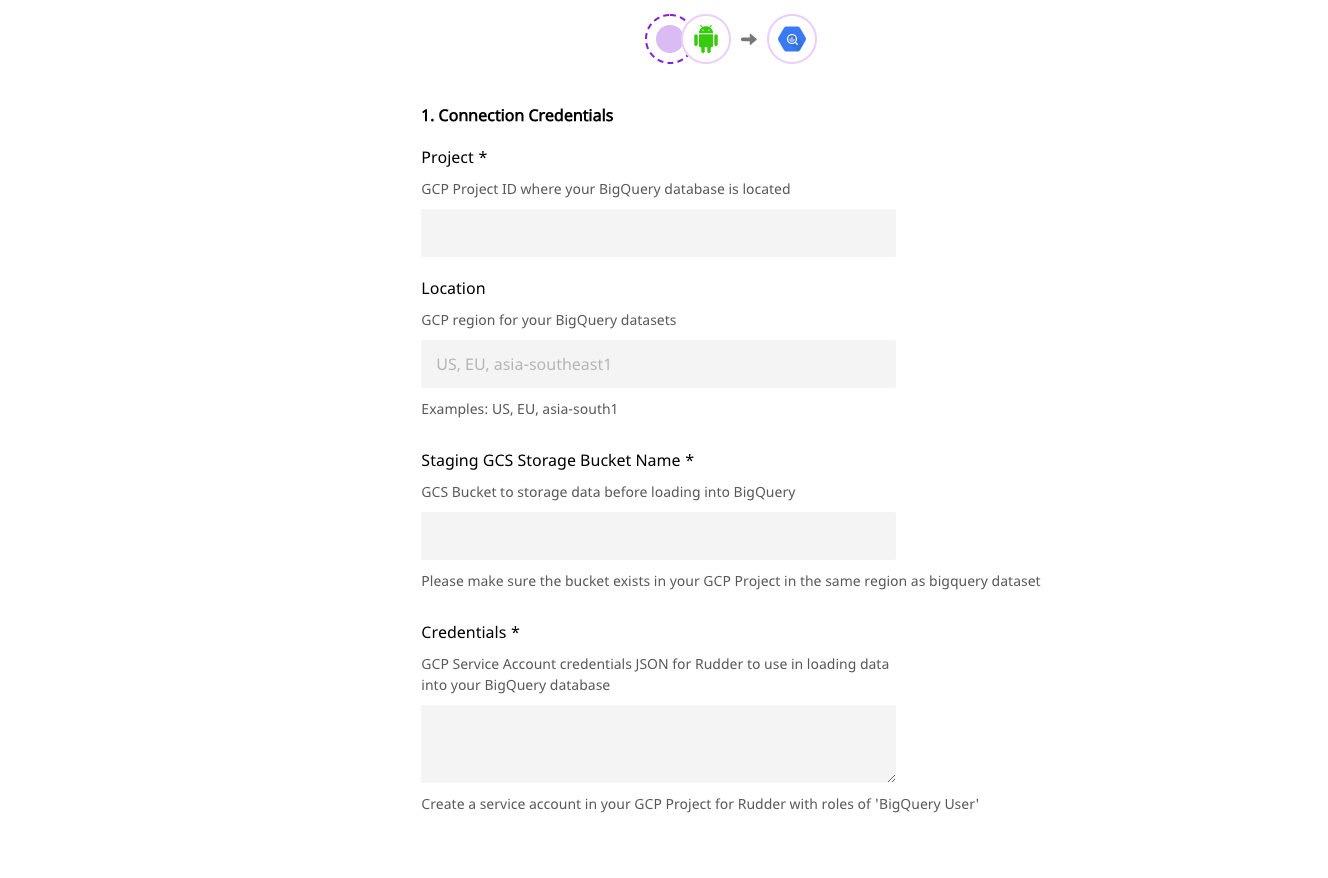 1. Connection Credentials
Project *
GCP Project ID where your BigQuery database is located
Location
GCP region for your BigQuery datasets
US, EU, asia-southeast1
Examples: US, EU, asia-south1
Staging GCS Storage Bucket Name *
GCS Bucket to storage data before loading into BigQuery
Please make sure the bucket exists in your GCP Project in the same region as bigquery dataset
Credentials *
GCP Service Account credentials JSON for Rudder to use in loading data
into your BigQuery database
Create a service account in your GCP Project for Rudder with roles of 'BigQuery User'